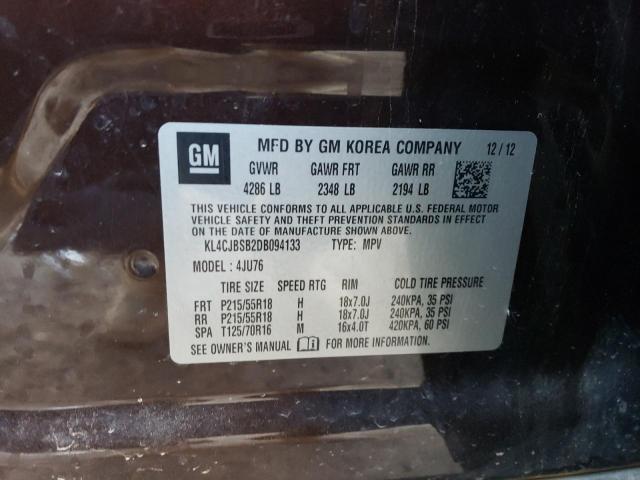 GM MFD BY GM KOREA COMPANY 12/12
GVWR GAWR FRT GAWR RR
4286 LB 2348 LB 2194 LB
THIS VEHICLE CONFORMS TO ALL APPLICABLE U.S. FEDERAL MOTOR
VEHICLE SAFETY AND THEFT PREVENTION STANDARDS IN EFFECT
ON THE DATE OF MANUFACTURE SHOWN ABOVE.
KL4CJBSB2DB094133 TYPE: MPV
MODEL: 4JU76
TIRE SIZE SPEED RTG RIM COLD TIRE PRESSURE
FRT P215/55R18 H 18x7.0J 240KPA, 35 PSI
RR P215/55R18 H 18x7.0J 240KPA, 35 PSI
SPA T125/70R16 M 16x4.0T 420KPA, 60 PSI
SEE OWNER'S MANUAL FOR MORE INFORMATION.